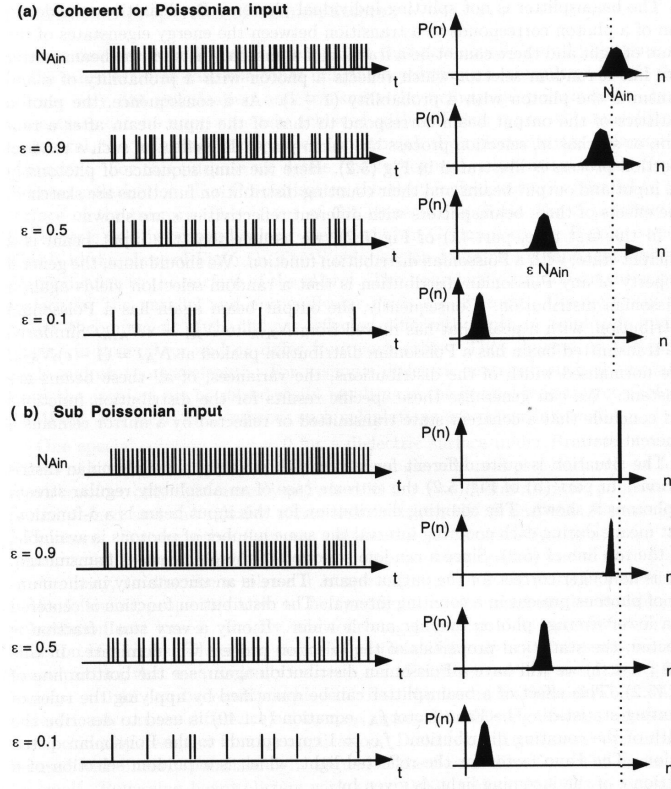 (a) Coherent or Poissonian input
P(n)
N_Ain
t
n
N_Ain
P(n)
ε = 0.9
t
n
P(n)
ε = 0.5
t
n
ε N_Ain
P(n)
ε = 0.1
t
n
(b) Sub Poissonian input
P(n)
N_Ain
t
n
P(n)
ε = 0.9
t
n
P(n)
ε = 0.5
t
n
P(n)
ε = 0.1
t
n